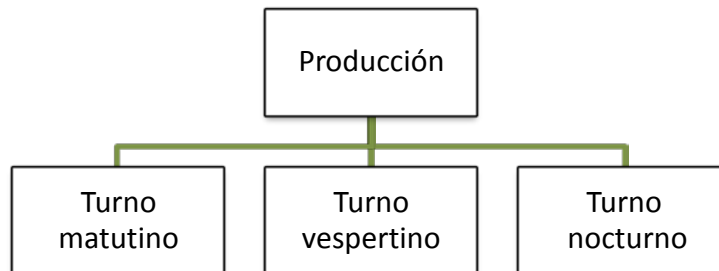 Producción
Turno
matutino
Turno
vespertino
Turno
nocturno